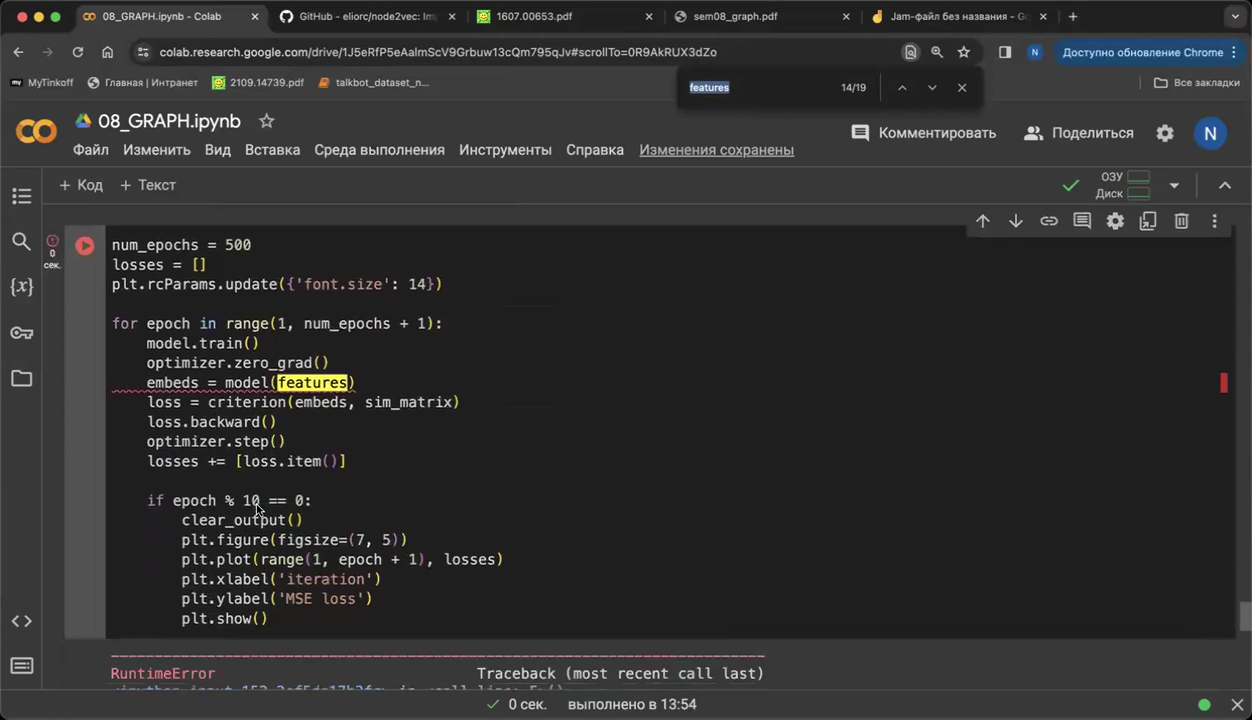 08_GRAPH.ipynb - Colab
GitHub - eliorc/node2vec: Im
1607.00653.pdf
sem08_graph.pdf
Jam-файл без названия - G
colab.research.google.com/drive/1J5eRfP5eAalmScV9Grbuw13cQm795qJv#scrollTo=0R9AkRUX3dZo
N
Доступно обновление Chrome
my MyTinkoff
Главная | Интранет
2109.14739.pdf
talkbot_dataset_n...
Все закладки
features
14/19
08_GRAPH.ipynb
Комментировать
Поделиться
N
Файл Изменить Вид Вставка Среда выполнения Инструменты Справка Изменения сохранены
+ Код + Текст
ОЗУ
Диск
0
сек.
num_epochs = 500
losses = []
plt.rcParams.update({'font.size': 14})
for epoch in range(1, num_epochs + 1):
model.train()
optimizer.zero_grad()
embeds = model(features)
loss = criterion(embeds, sim_matrix)
loss.backward()
optimizer.step()
losses += [loss.item()]
if epoch % 10 == 0:
clear_output()
plt.figure(figsize=(7, 5))
plt.plot(range(1, epoch + 1), losses)
plt.xlabel('iteration')
plt.ylabel('MSE loss')
plt.show()
RuntimeError Traceback (most recent call last)
0 сек. выполнено в 13:54